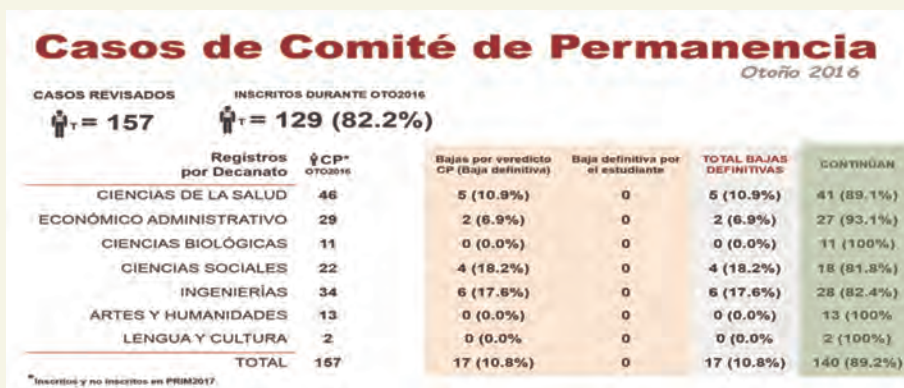 Casos de Comité de Permanencia
Otoño 2016
CASOS REVISADOS INSCRITOS DURANTE OTO2016
T = 157 T = 129 (82.2%)
Registros por Decanato CP* OTO2016 Bajas por veredicto CP (Baja definitiva) Baja definitiva por el estudiante TOTAL BAJAS DEFINITIVAS CONTINÚAN
CIENCIAS DE LA SALUD 46 5 (10.9%) 0 5 (10.9%) 41 (89.1%)
ECONÓMICO ADMINISTRATIVO 29 2 (6.9%) 0 2 (6.9%) 27 (93.1%)
CIENCIAS BIOLÓGICAS 11 0 (0.0%) 0 0 (0.0%) 11 (100%)
CIENCIAS SOCIALES 22 4 (18.2%) 0 4 (18.2%) 18 (81.8%)
INGENIERÍAS 34 6 (17.6%) 0 6 (17.6%) 28 (82.4%)
ARTES Y HUMANIDADES 13 0 (0.0%) 0 0 (0.0%) 13 (100%
LENGUA Y CULTURA 2 0 (0.0% 0 0 (0.0% 2 (100%)
TOTAL 157 17 (10.8%) 0 17 (10.8%) 140 (89.2%)
*Inscritos y no inscritos en PRIM2017